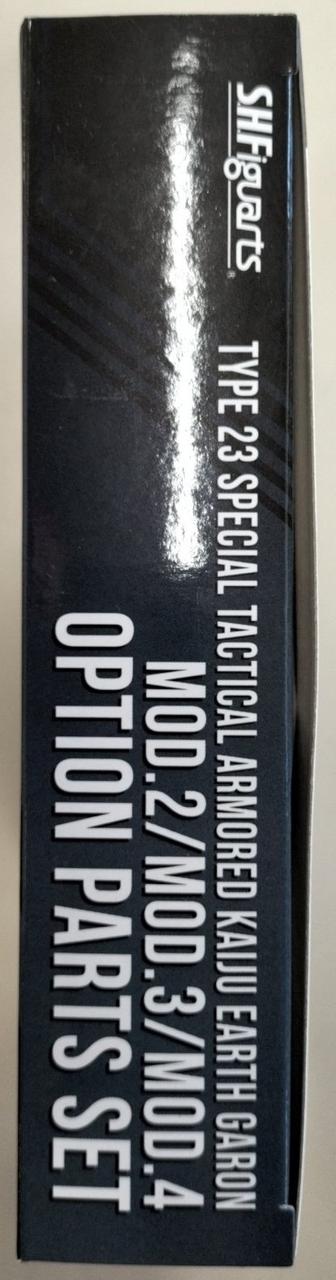 S.H.Figuarts®
TYPE 23 SPECIAL TACTICAL ARMORED KAIJU EARTH GARON
MOD.2/MOD.3/MOD.4
OPTION PARTS SET